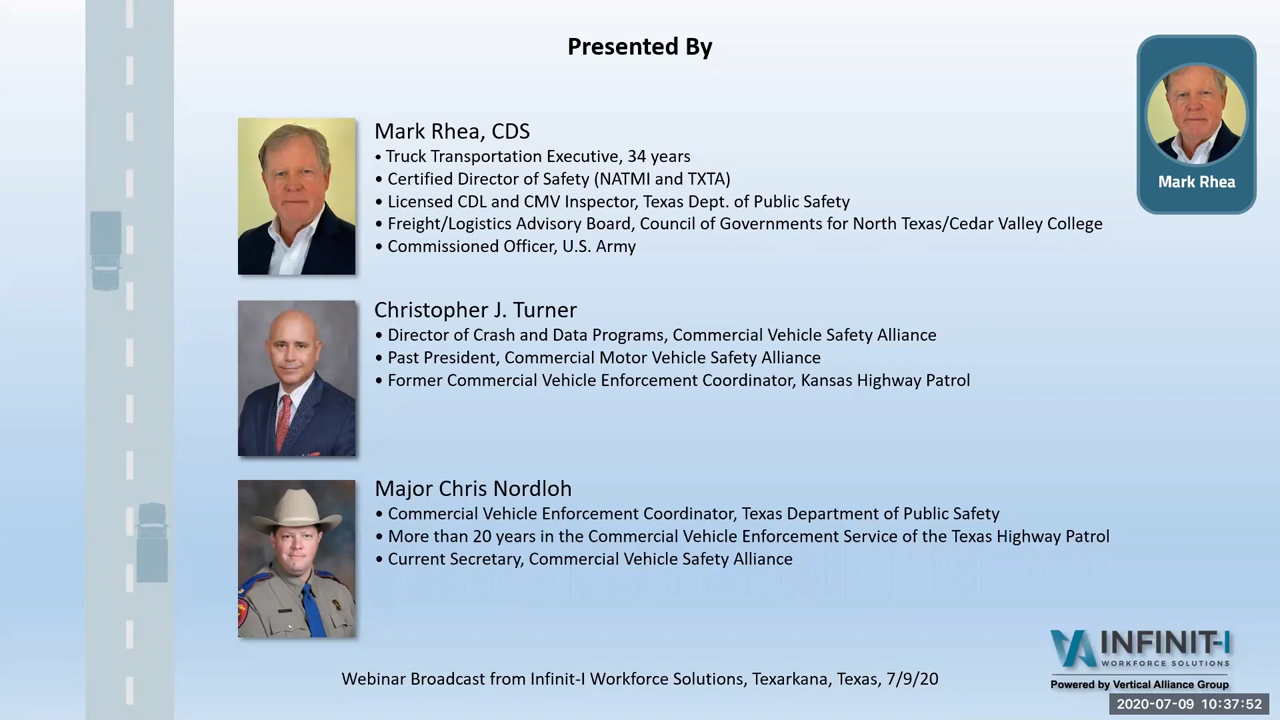 Presented By
Mark Rhea
Mark Rhea, CDS
• Truck Transportation Executive, 34 years
• Certified Director of Safety (NATMI and TXTA)
• Licensed CDL and CMV Inspector, Texas Dept. of Public Safety
• Freight/Logistics Advisory Board, Council of Governments for North Texas/Cedar Valley College
• Commissioned Officer, U.S. Army
Christopher J. Turner
• Director of Crash and Data Programs, Commercial Vehicle Safety Alliance
• Past President, Commercial Motor Vehicle Safety Alliance
• Former Commercial Vehicle Enforcement Coordinator, Kansas Highway Patrol
Major Chris Nordloh
• Commercial Vehicle Enforcement Coordinator, Texas Department of Public Safety
• More than 20 years in the Commercial Vehicle Enforcement Service of the Texas Highway Patrol
• Current Secretary, Commercial Vehicle Safety Alliance
INFINIT-I
WORKFORCE SOLUTIONS
Powered by Vertical Alliance Group
Webinar Broadcast from Infinit-I Workforce Solutions, Texarkana, Texas, 7/9/20
2020-07-09 10:37:52